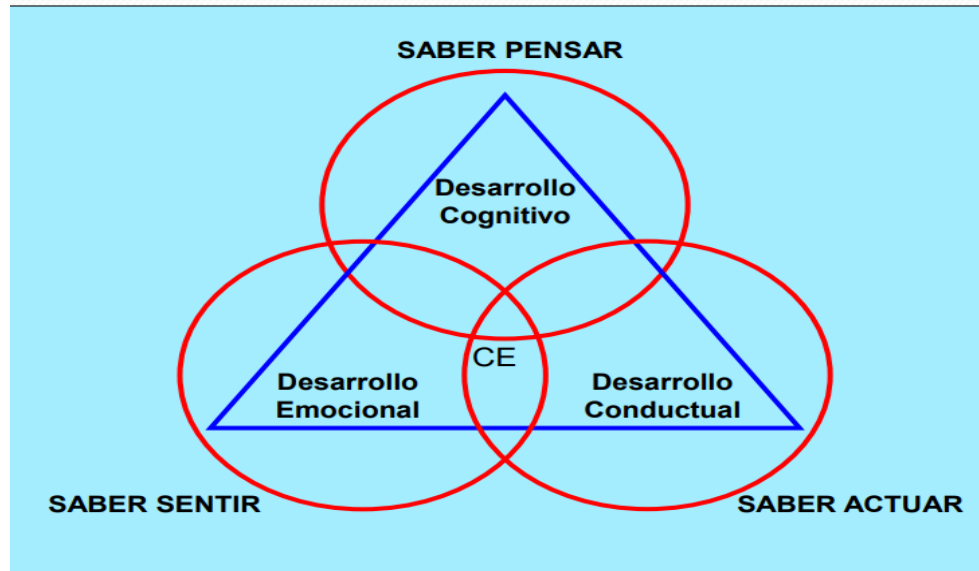 SABER PENSAR
Desarrollo
Cognitivo
CE
Desarrollo
Emocional
Desarrollo
Conductual
SABER SENTIR
SABER ACTUAR